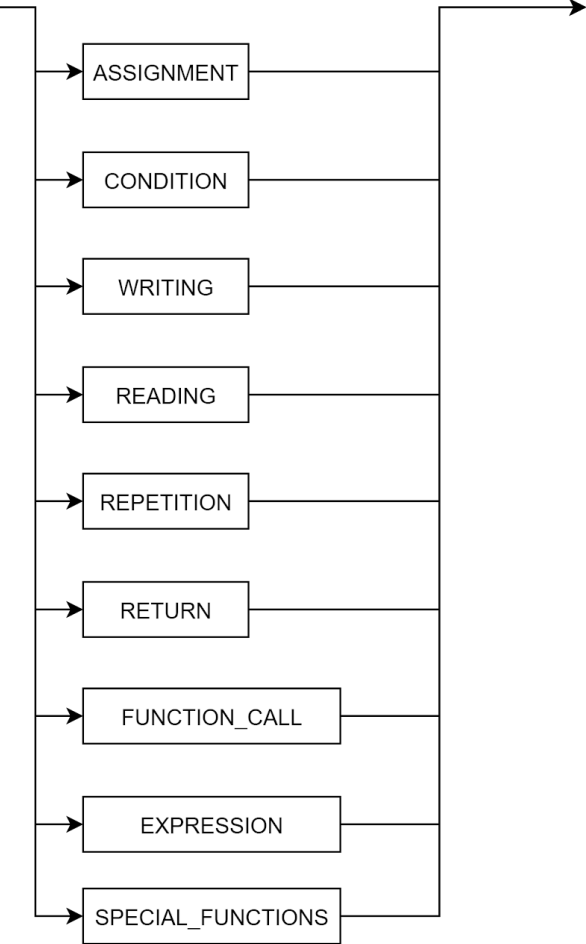 ASSIGNMENT
CONDITION
WRITING
READING
REPETITION
RETURN
FUNCTION_CALL
EXPRESSION
SPECIAL_FUNCTIONS